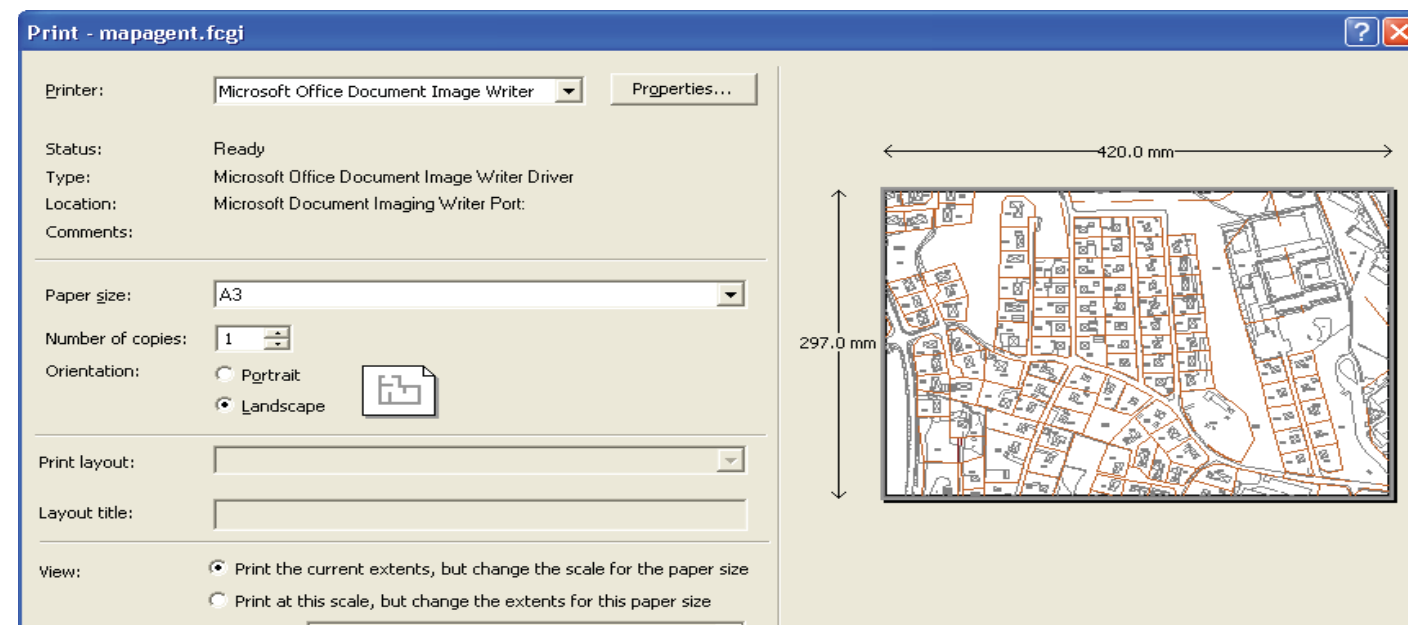 Print - mapagent.fcgi
Printer: Microsoft Office Document Image Writer Properties...
Status: Ready
Type: Microsoft Office Document Image Writer Driver
Location: Microsoft Document Imaging Writer Port:
Comments:
Paper size: A3
Number of copies: 1
Orientation: Portrait
Landscape
Print layout:
Layout title:
View: Print the current extents, but change the scale for the paper size
Print at this scale, but change the extents for this paper size
420.0 mm
297.0 mm